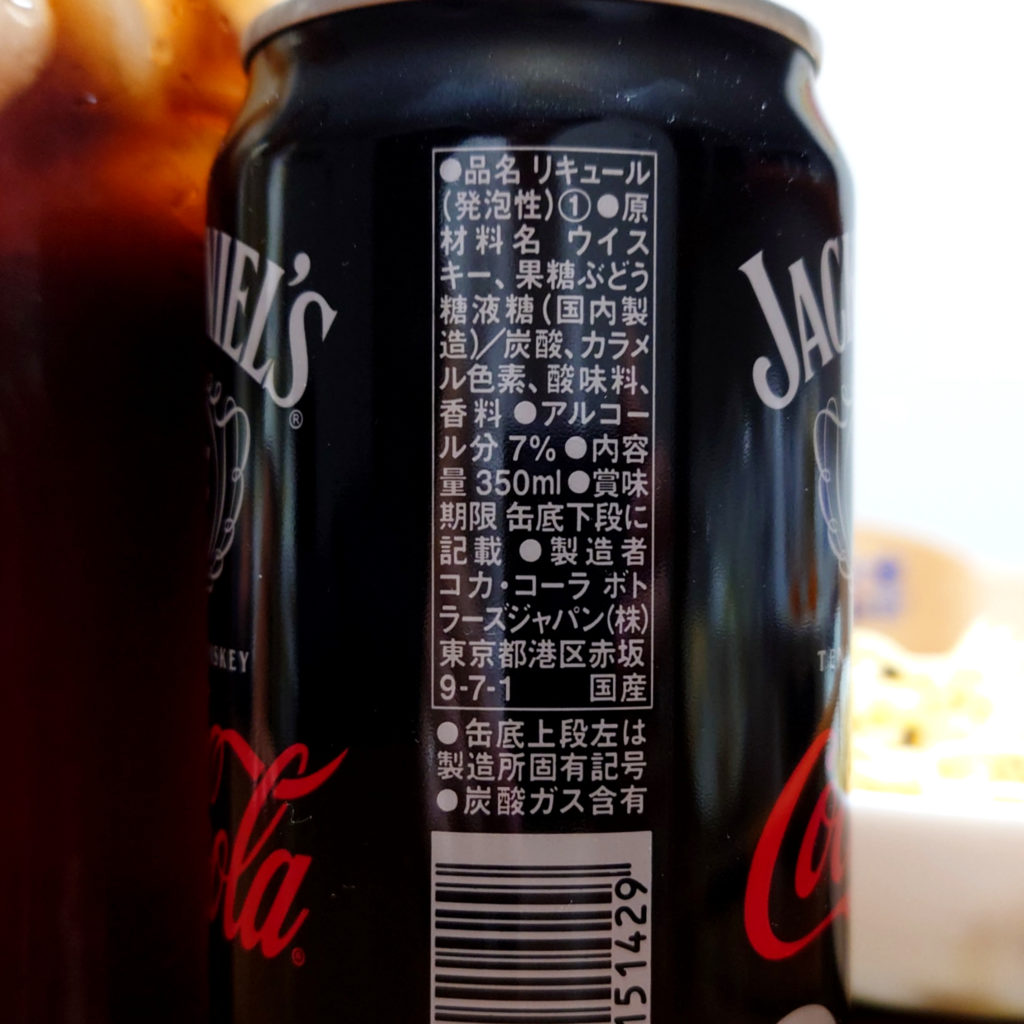 ●品名 リキュール
(発泡性)① ●原
材料名 ウイス
キー、果糖ぶどう
糖液糖(国内製
造)/炭酸、カラメ
ル色素、酸味料、
香料 ●アルコー
ル分 7% ●内容
量 350ml ●賞味
期限 缶底下段に
記載 ●製造者
コカ・コーラ ボト
ラーズジャパン(株)
東京都港区赤坂
9-7-1 国産
●缶底上段左は
製造所固有記号
●炭酸ガス含有
151429